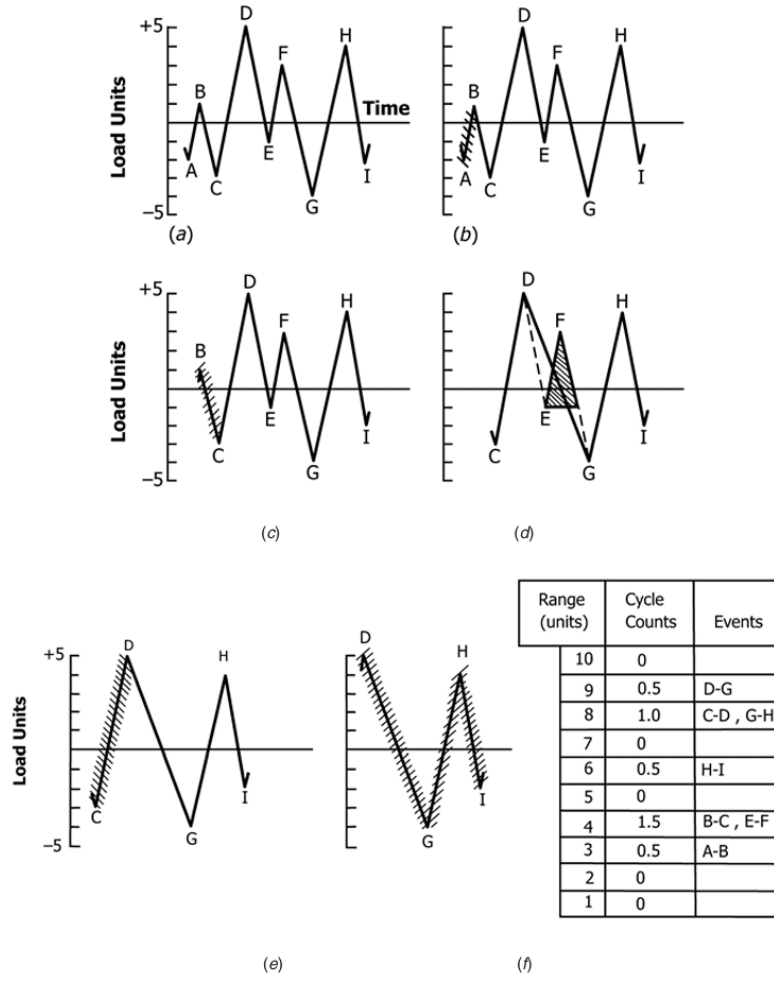 +5
D
H
F
B
Time
Load Units
A
E
C
I
G
–5
(a)
D
H
F
B
A
E
C
I
G
(b)
+5
D
H
F
B
Load Units
E
C
I
G
–5
(c)
D
H
F
E
C
I
G
(d)
+5
D
H
Load Units
C
I
G
–5
(e)
D
H
I
G
(f)
Range (units) Cycle Counts Events
10 0
9 0.5 D-G
8 1.0 C-D , G-H
7 0
6 0.5 H-I
5 0
4 1.5 B-C , E-F
3 0.5 A-B
2 0
1 0